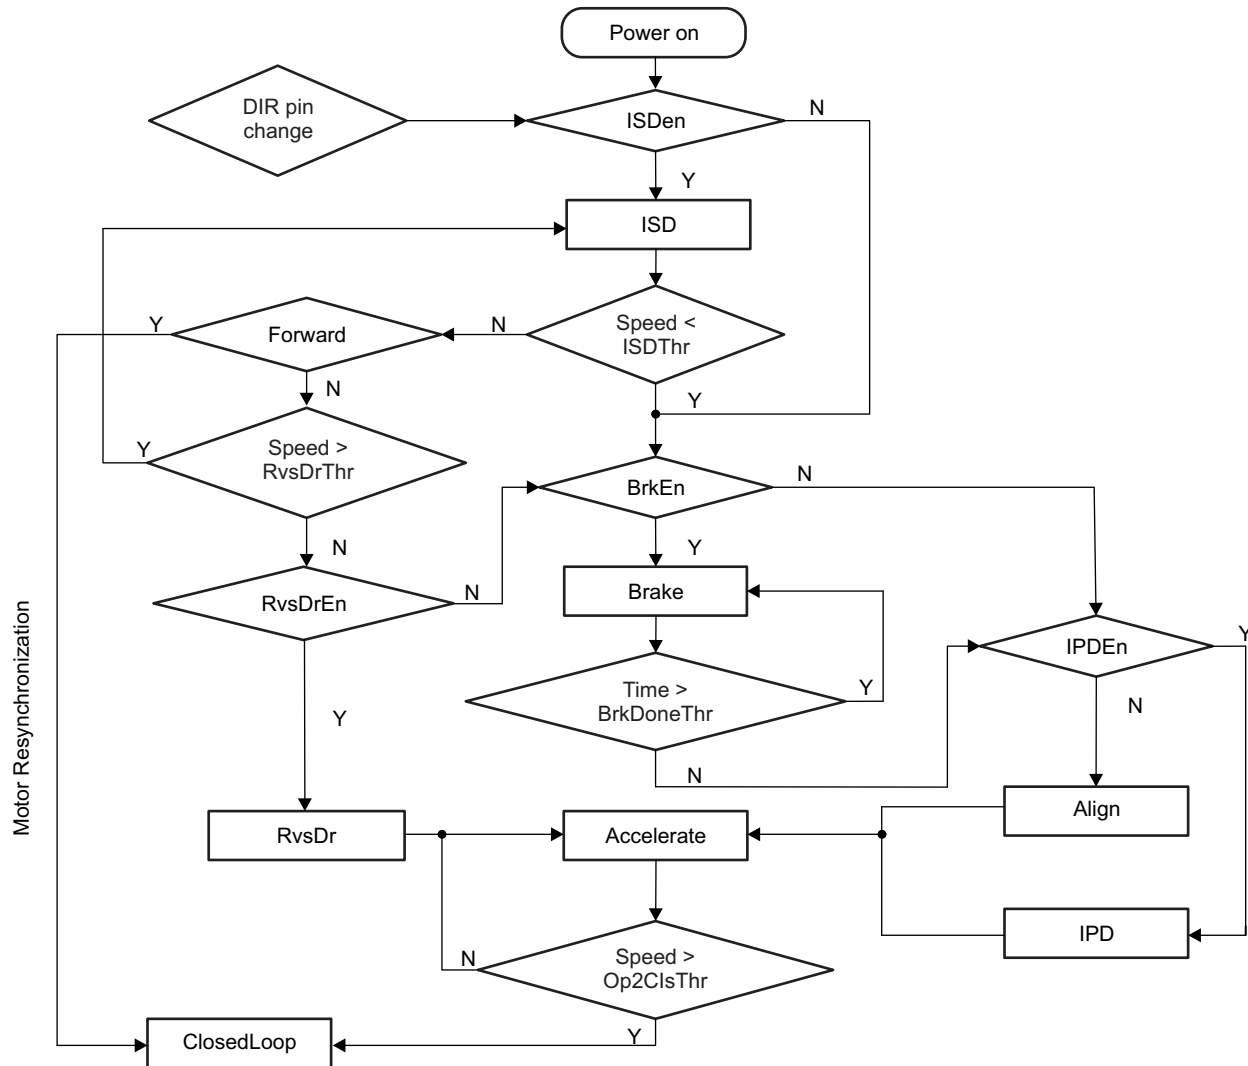 Power on
DIR pin
change
ISDen
N
Y
ISD
Speed <
ISDThr
N
Forward
Y
N
Y
Speed >
RvsDrThr
Y
N
BrkEn
N
Y
RvsDrEn
N
Brake
Y
IPDEn
Y
Time >
BrkDoneThr
Y
N
N
Motor Resynchronization
RvsDr
Accelerate
Align
IPD
Speed >
Op2ClsThr
N
Y
ClosedLoop